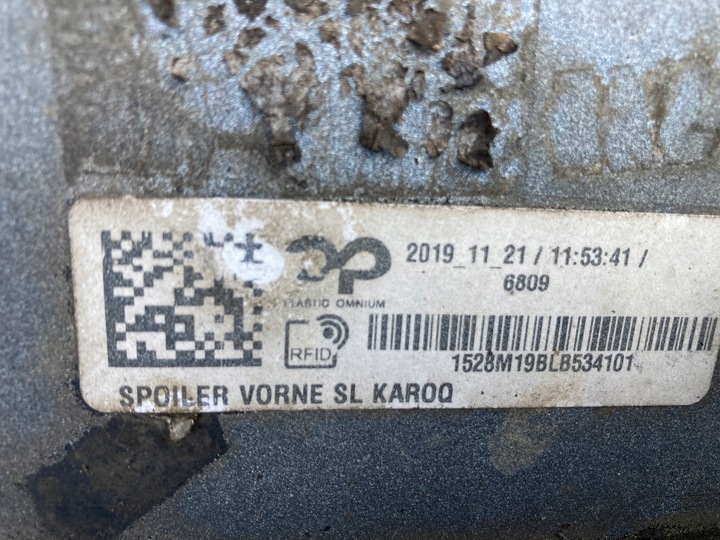 2019_11_21 / 11:53:41 /
6809
PLASTIC OMNIUM
RFID
1528M19BLB534101
SPOILER VORNE SL KAROQ